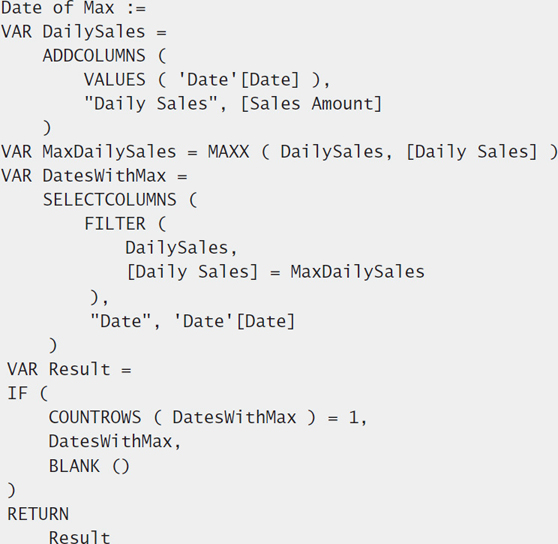 Date of Max :=
VAR DailySales =
    ADDCOLUMNS (
        VALUES ( 'Date'[Date] ),
        "Daily Sales", [Sales Amount]
    )
VAR MaxDailySales = MAXX ( DailySales, [Daily Sales] )
VAR DatesWithMax =
    SELECTCOLUMNS (
        FILTER (
            DailySales,
            [Daily Sales] = MaxDailySales
        ),
        "Date", 'Date'[Date]
    )
VAR Result =
IF (
    COUNTROWS ( DatesWithMax ) = 1,
    DatesWithMax,
    BLANK ()
)
RETURN
    Result